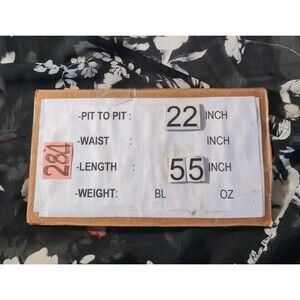 -PIT TO PIT : 22 INCH
-WAIST : INCH
284
-LENGTH : 55 INCH
-WEIGHT: BL OZ